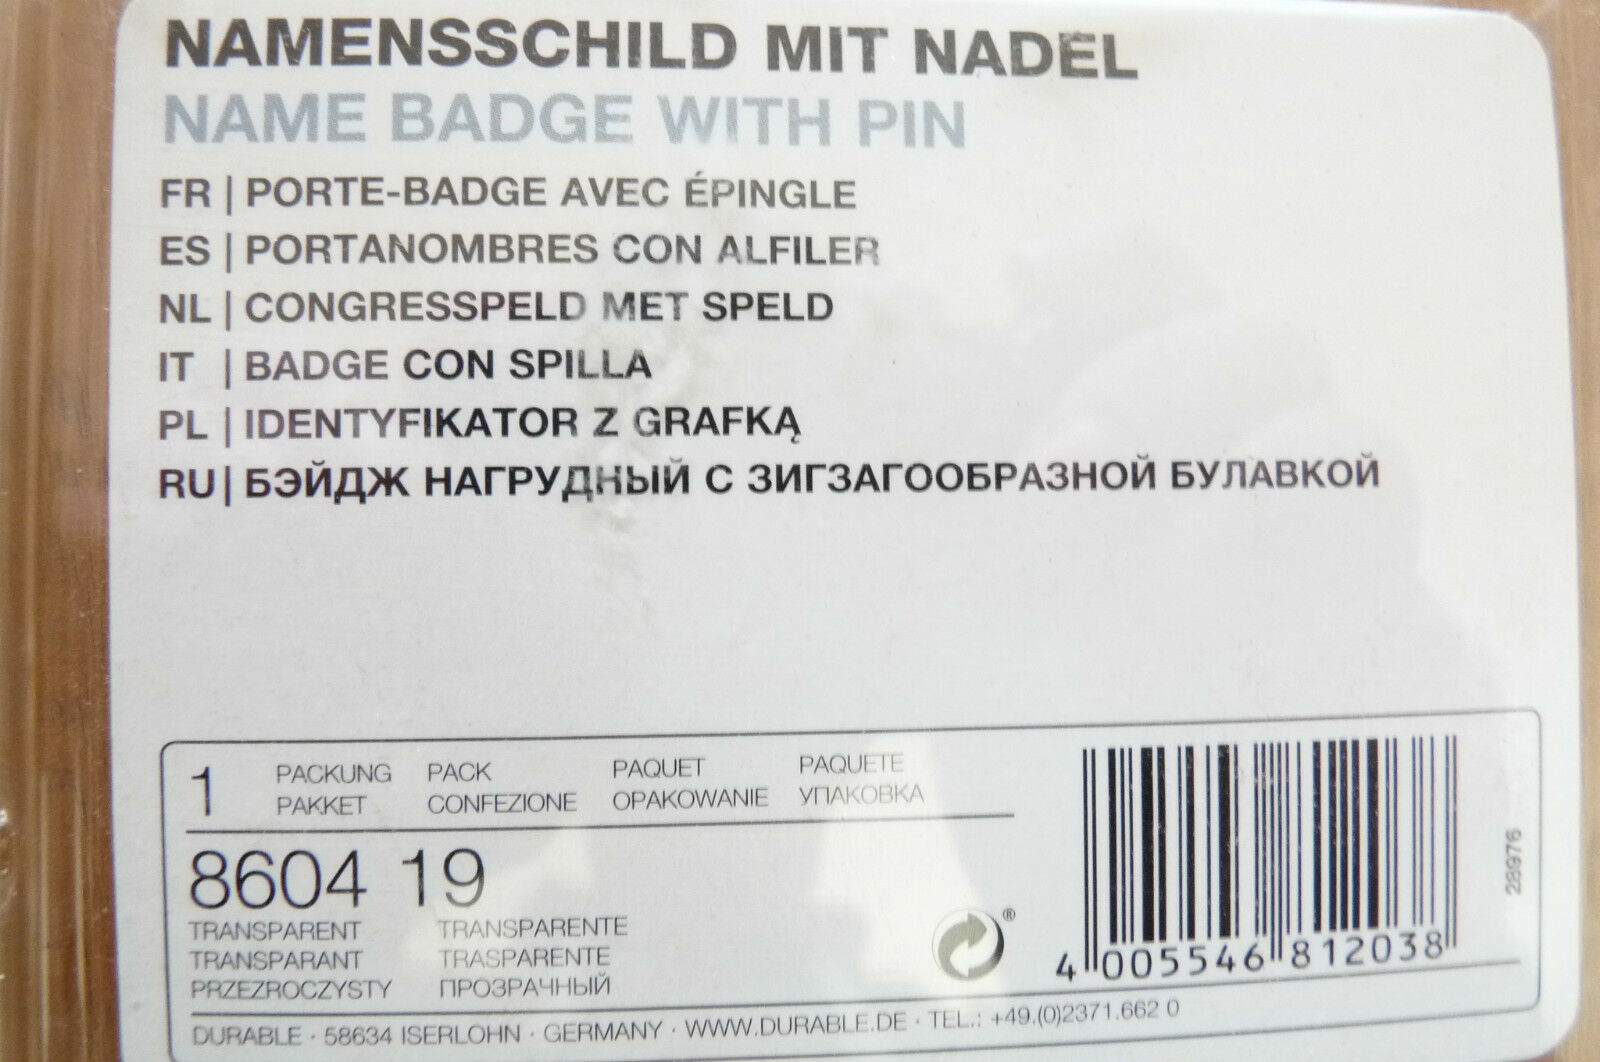 NAMENSSCHILD MIT NADEL
NAME BADGE WITH PIN
FR | PORTE-BADGE AVEC ÉPINGLE
ES | PORTANOMBRES CON ALFILER
NL | CONGRESSPELD MET SPELD
IT | BADGE CON SPILLA
PL | IDENTYFIKATOR Z GRAFKĄ
RU | БЭЙДЖ НАГРУДНЫЙ С ЗИГЗАГООБРАЗНОЙ БУЛАВКОЙ
1 PACKUNG PACK PAQUET PAQUETE
PAKKET CONFEZIONE OPAKOWANIE УПАКОВКА
8604 19
TRANSPARENT TRANSPARENTE
TRANSPARANT TRASPARENTE
PRZEZROCZYSTY ПРОЗРАЧНЫЙ
®
4 005546 812038
28976
DURABLE · 58634 ISERLOHN · GERMANY · WWW.DURABLE.DE · TEL.: +49.(0)2371.662 0